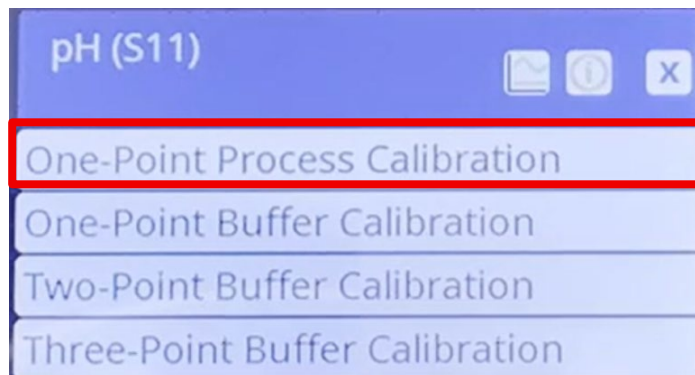 pH (S11)
X
One-Point Process Calibration
One-Point Buffer Calibration
Two-Point Buffer Calibration
Three-Point Buffer Calibration